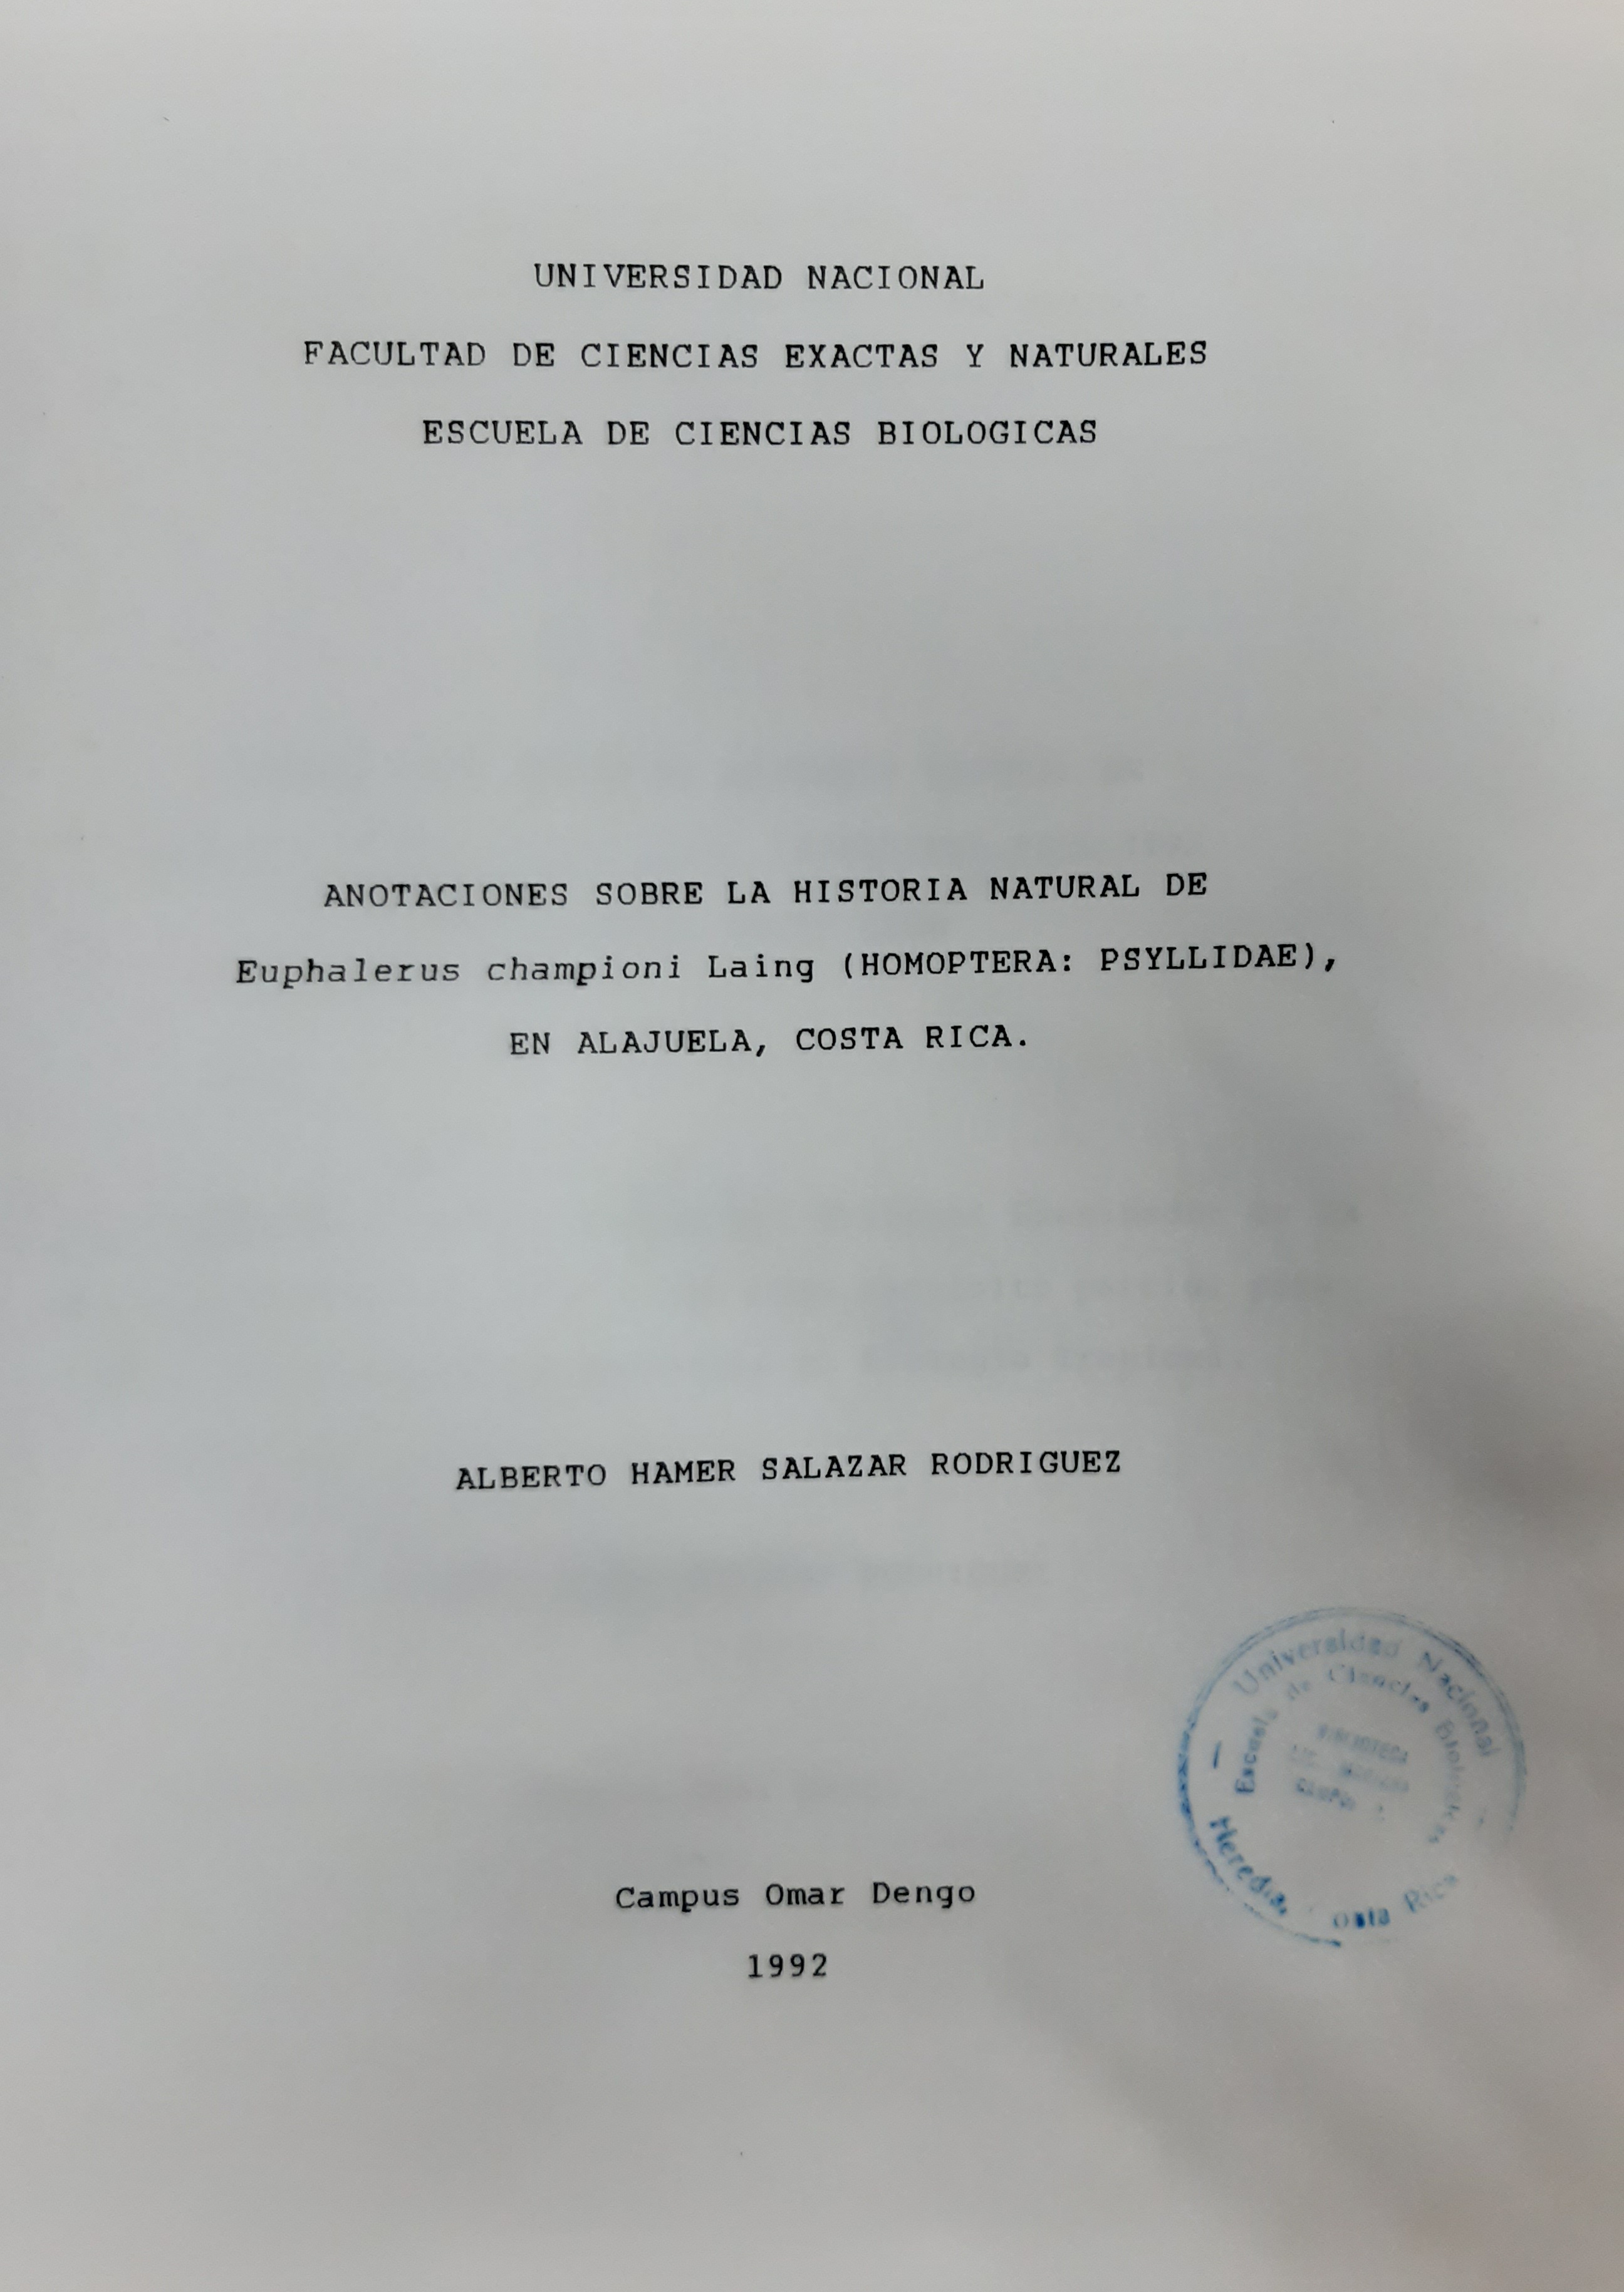 UNIVERSIDAD NACIONAL
FACULTAD DE CIENCIAS EXACTAS Y NATURALES
ESCUELA DE CIENCIAS BIOLOGICAS
ANOTACIONES SOBRE LA HISTORIA NATURAL DE
Euphalerus championi Laing (HOMOPTERA: PSYLLIDAE),
EN ALAJUELA, COSTA RICA.
ALBERTO HAMER SALAZAR RODRIGUEZ
Universidad Nacional
Escuela de Ciencias Biologicas
BIBLIOTECA
Heredia, osta Rica
Campus Omar Dengo
1992